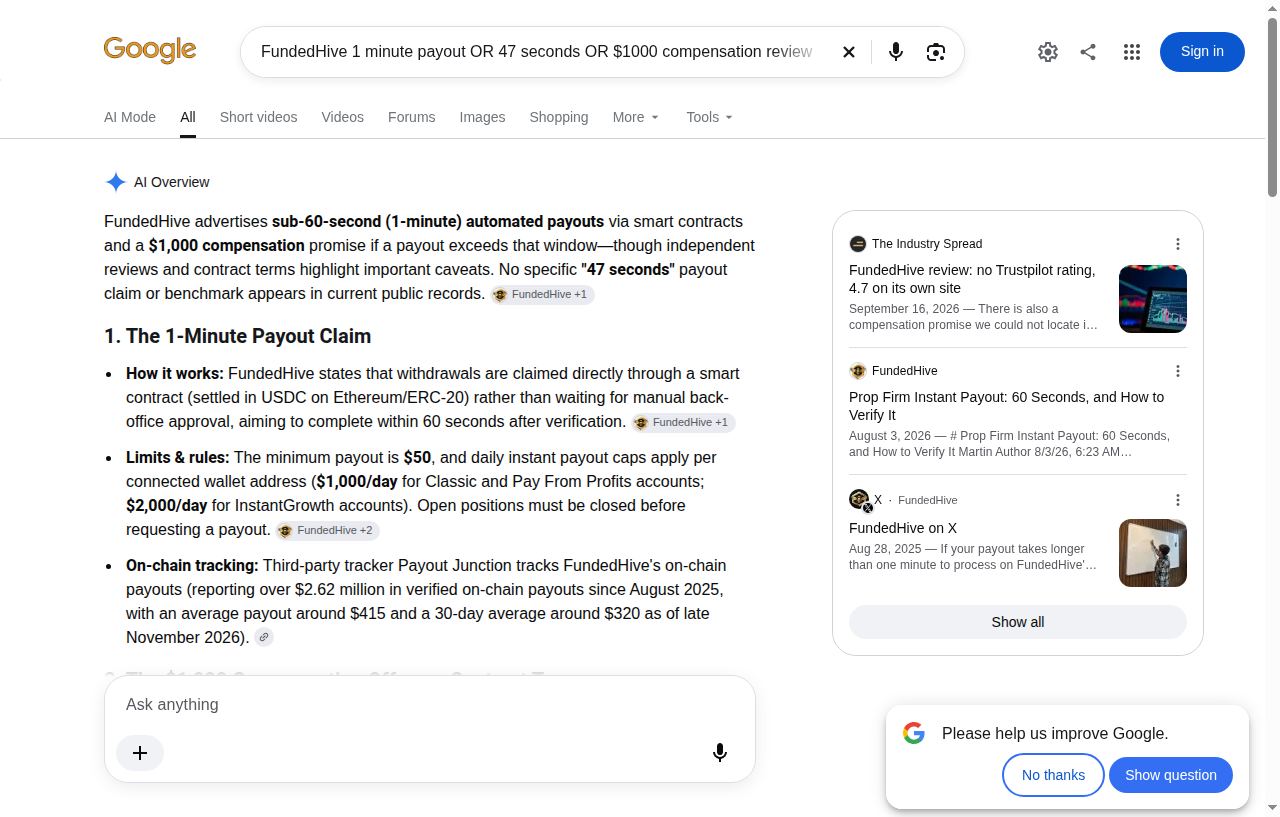 Google
FundedHive 1 minute payout OR 47 seconds OR $1000 compensation review
Sign in
AI Mode
All
Short videos
Videos
Forums
Images
Shopping
More
Tools
AI Overview
FundedHive advertises sub-60-second (1-minute) automated payouts via smart contracts
and a $1,000 compensation promise if a payout exceeds that window—though independent
reviews and contract terms highlight important caveats. No specific "47 seconds" payout
claim or benchmark appears in current public records. FundedHive +1
1. The 1-Minute Payout Claim
• How it works: FundedHive states that withdrawals are claimed directly through a smart
contract (settled in USDC on Ethereum/ERC-20) rather than waiting for manual back-
office approval, aiming to complete within 60 seconds after verification. FundedHive +1
• Limits & rules: The minimum payout is $50, and daily instant payout caps apply per
connected wallet address ($1,000/day for Classic and Pay From Profits accounts;
$2,000/day for InstantGrowth accounts). Open positions must be closed before
requesting a payout. FundedHive +2
• On-chain tracking: Third-party tracker Payout Junction tracks FundedHive's on-chain
payouts (reporting over $2.62 million in verified on-chain payouts since August 2025,
with an average payout around $415 and a 30-day average around $320 as of late
November 2026).
Ask anything
The Industry Spread
FundedHive review: no Trustpilot rating,
4.7 on its own site
September 16, 2026 — There is also a
compensation promise we could not locate i...
FundedHive
Prop Firm Instant Payout: 60 Seconds, and How to
Verify It
August 3, 2026 — # Prop Firm Instant Payout: 60 Seconds,
and How to Verify It Martin Author 8/3/26, 6:23 AM...
X · FundedHive
FundedHive on X
Aug 28, 2025 — If your payout takes longer
than one minute to process on FundedHive'...
Show all
Please help us improve Google.
No thanks
Show question